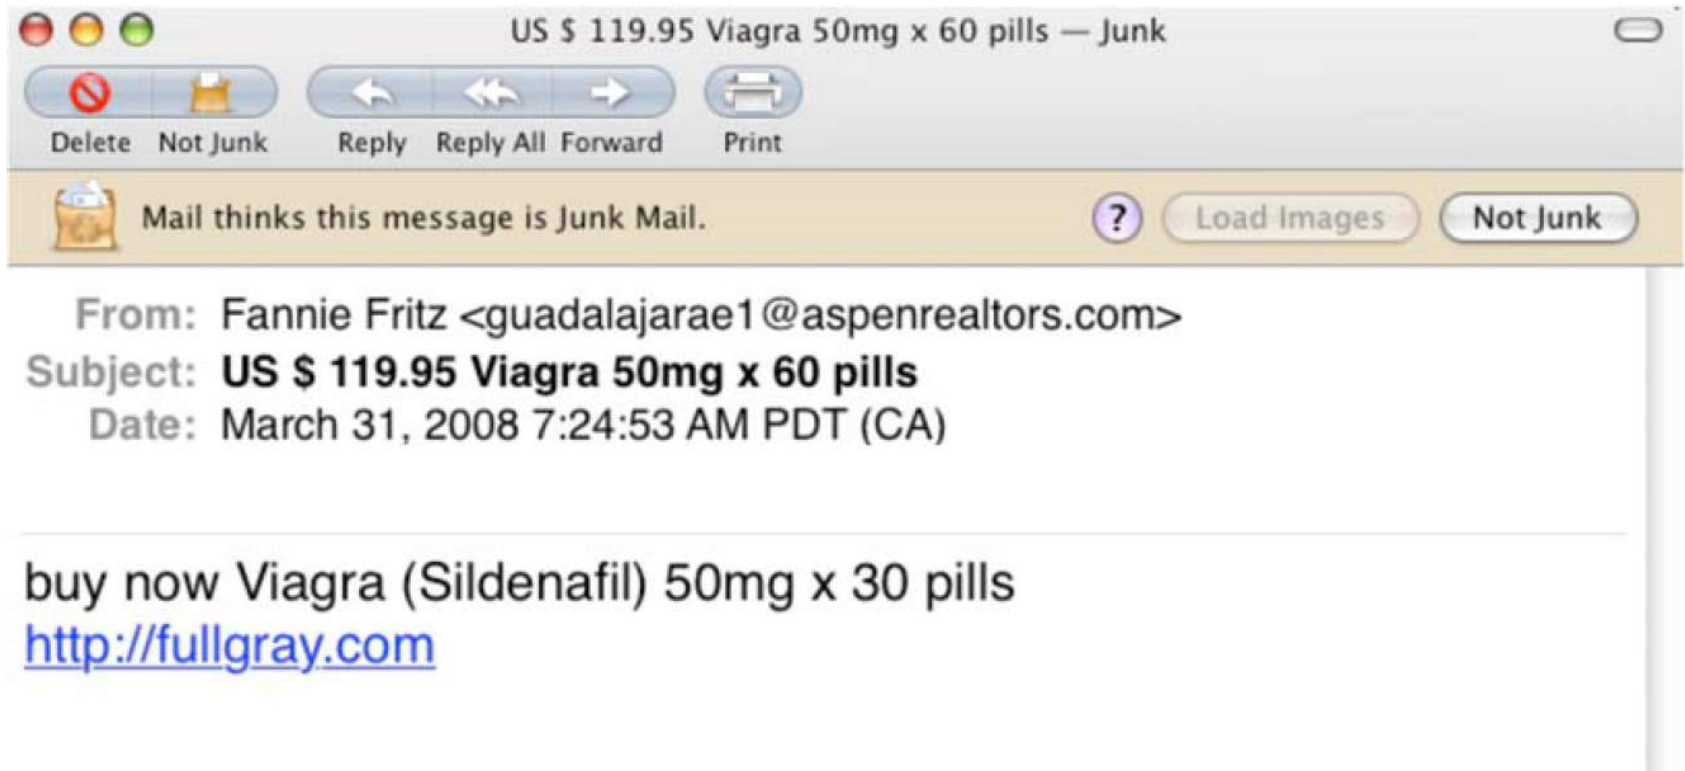 US $ 119.95 Viagra 50mg x 60 pills — Junk
Delete Not Junk Reply Reply All Forward Print
Mail thinks this message is Junk Mail. ? Load Images Not Junk
From: Fannie Fritz <guadalajarae1@aspenrealtors.com>
Subject: US $ 119.95 Viagra 50mg x 60 pills
Date: March 31, 2008 7:24:53 AM PDT (CA)
buy now Viagra (Sildenafil) 50mg x 30 pills
http://fullgray.com